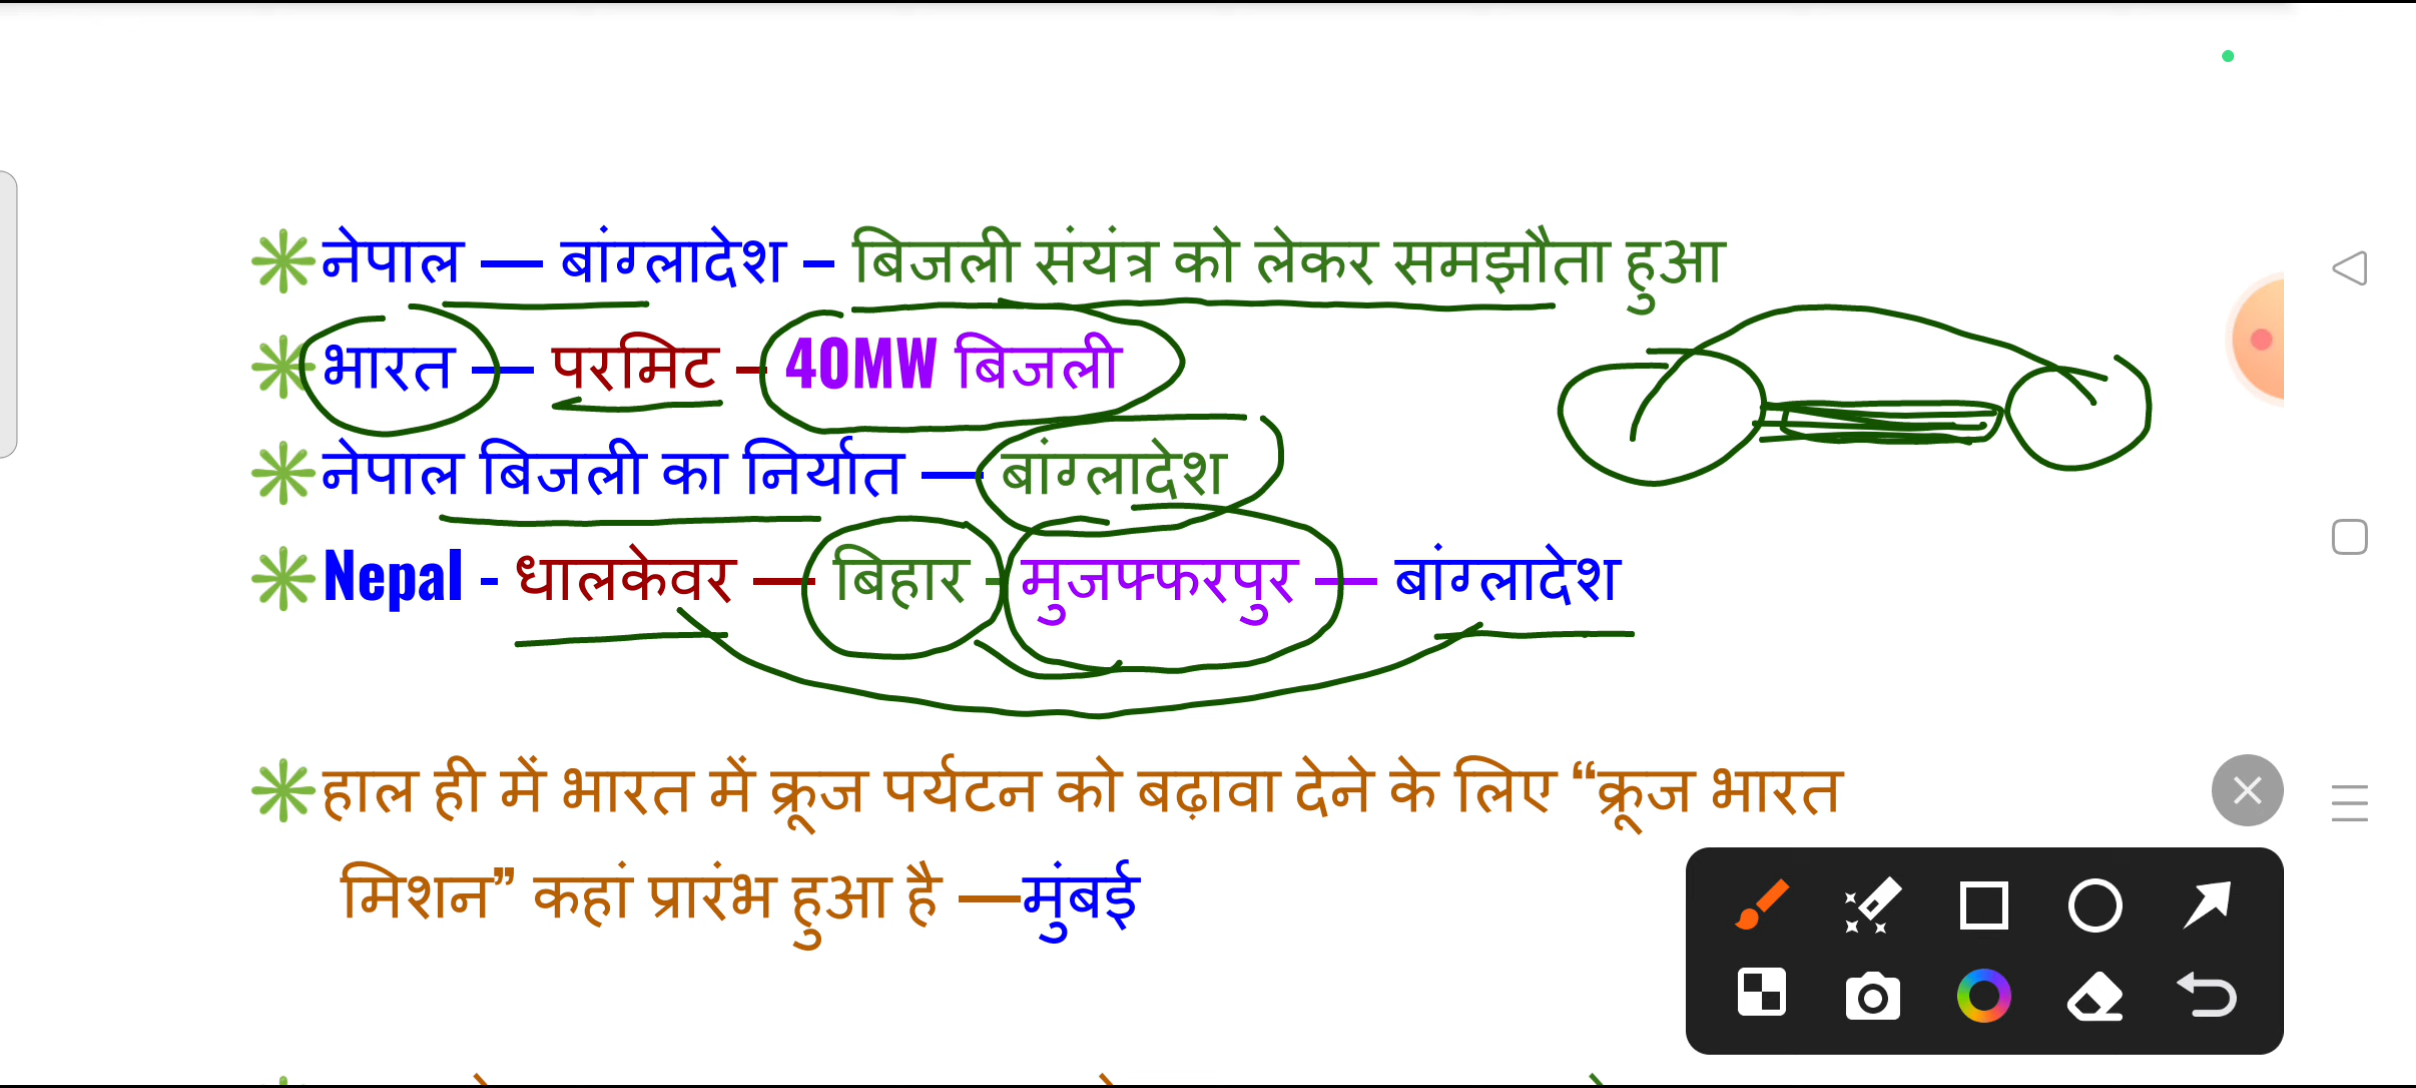 नेपाल — बांग्लादेश – बिजली संयंत्र को लेकर समझौता हुआ
भारत — परमिट – 40MW बिजली
नेपाल बिजली का निर्यात — बांग्लादेश
Nepal - धालकेवर — बिहार - मुजफ्फरपुर — बांग्लादेश
हाल ही में भारत में क्रूज पर्यटन को बढ़ावा देने के लिए “क्रूज भारत
मिशन” कहां प्रारंभ हुआ है —मुंबई